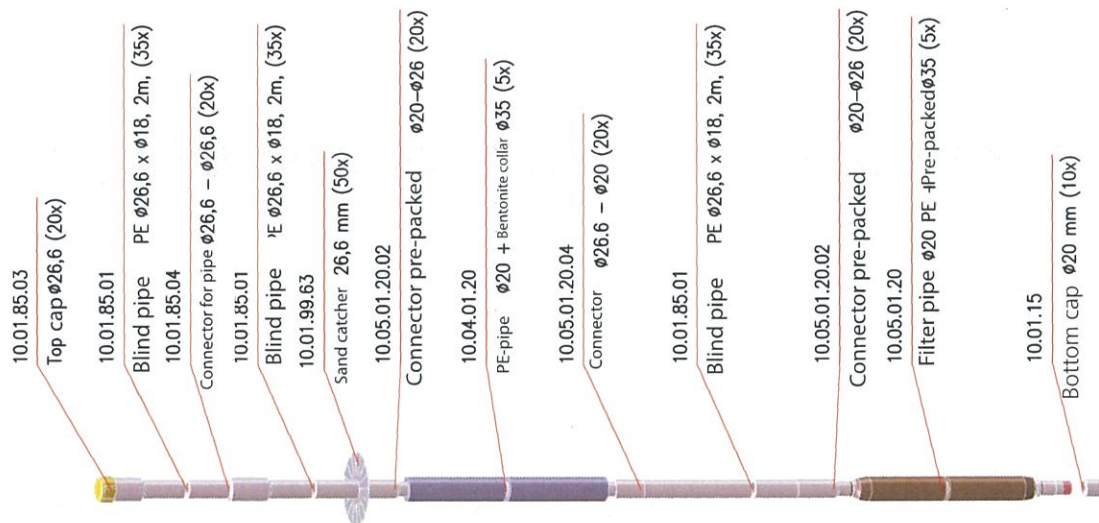 10.01.85.03
Top cap ø26,6 (20x)
10.01.85.01
Blind pipe PE ø26,6 x ø18, 2m, (35x)
10.01.85.04
Connector for pipe ø26,6 – ø26,6 (20x)
10.01.85.01
Blind pipe 'E ø26,6 x ø18, 2m, (35x)
10.01.99.63
Sand catcher 26,6 mm (50x)
10.05.01.20.02
Connector pre-packed ø20–ø26 (20x)
10.04.01.20
PE-pipe ø20 + Bentonite collar ø35 (5x)
10.05.01.20.04
Connector ø26.6 – ø20 (20x)
10.01.85.01
Blind pipe PE ø26,6 x ø18, 2m, (35x)
10.05.01.20.02
Connector pre-packed ø20–ø26 (20x)
10.05.01.20
Filter pipe ø20 PE +Pre-packed ø35 (5x)
10.01.15
Bottom cap ø20 mm (10x)